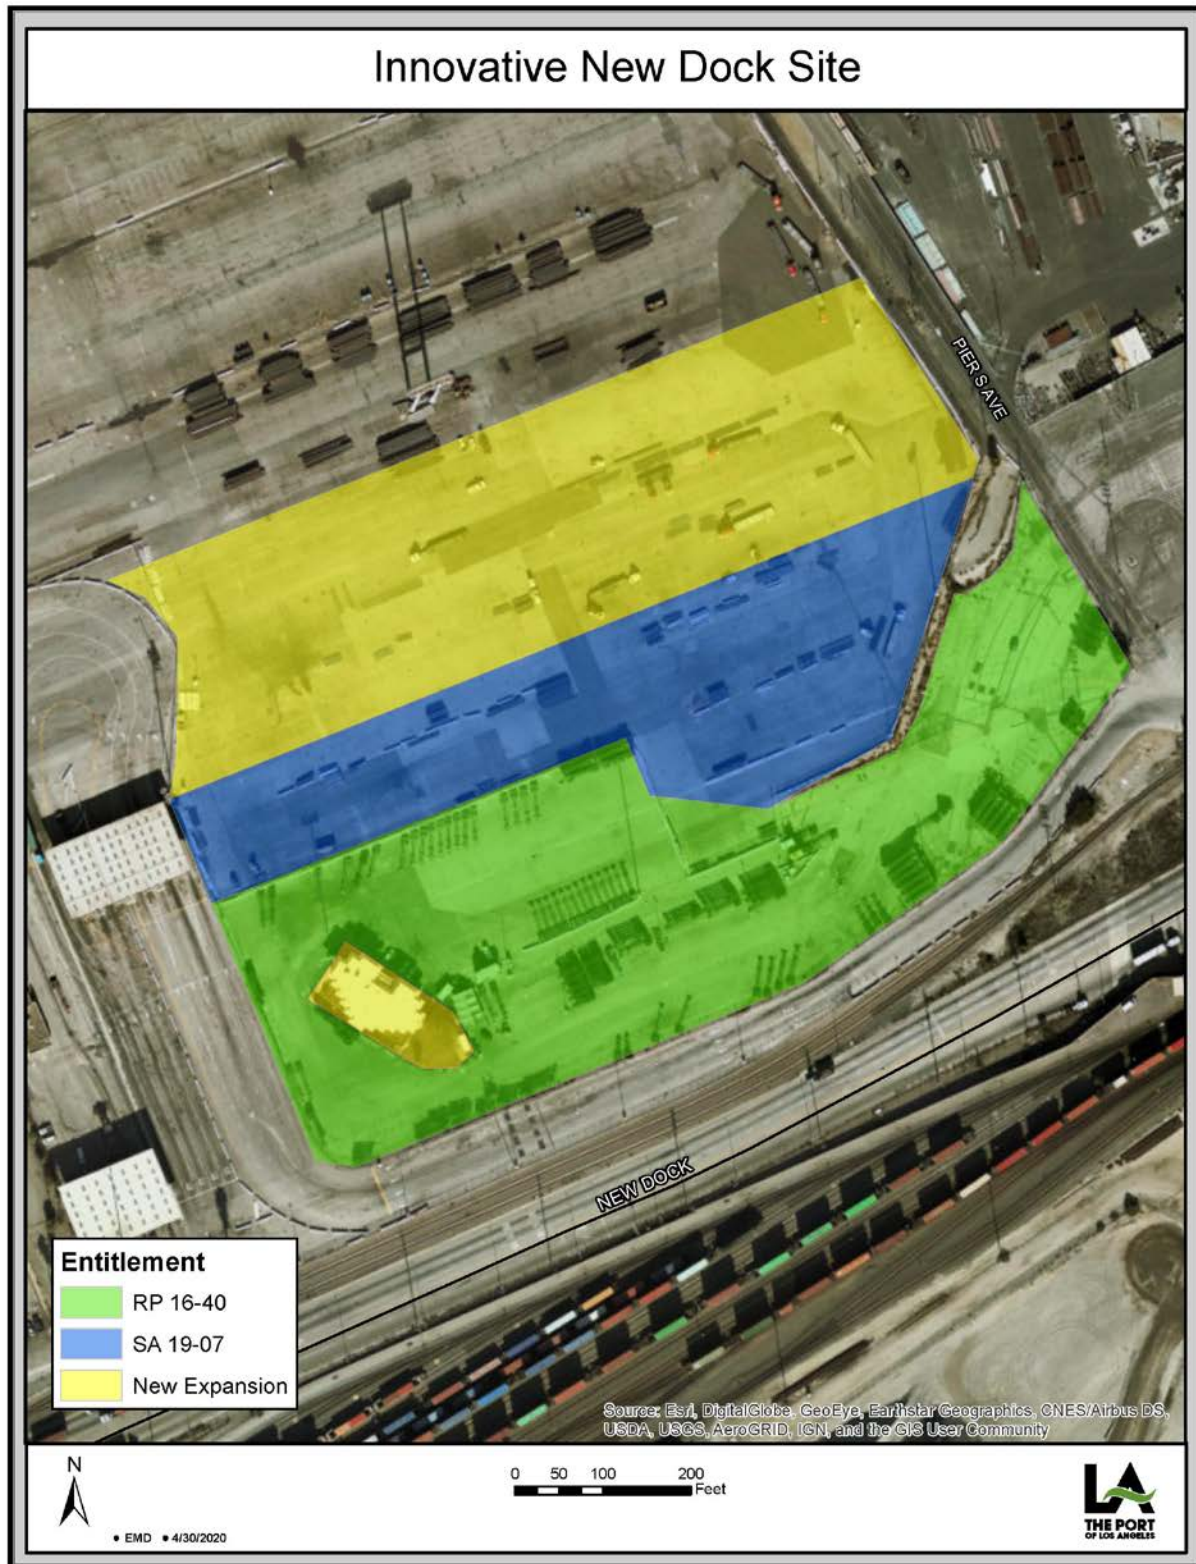 Innovative New Dock Site
PIER S AVE
NEW DOCK
Entitlement
RP 16-40
SA 19-07
New Expansion
Source: Esri, DigitalGlobe, GeoEye, Earthstar Geographics, CNES/Airbus DS,
USDA, USGS, AeroGRID, IGN, and the GIS User Community
N
0 50 100 200
Feet
• EMD • 4/30/2020
LA
THE PORT
OF LOS ANGELES